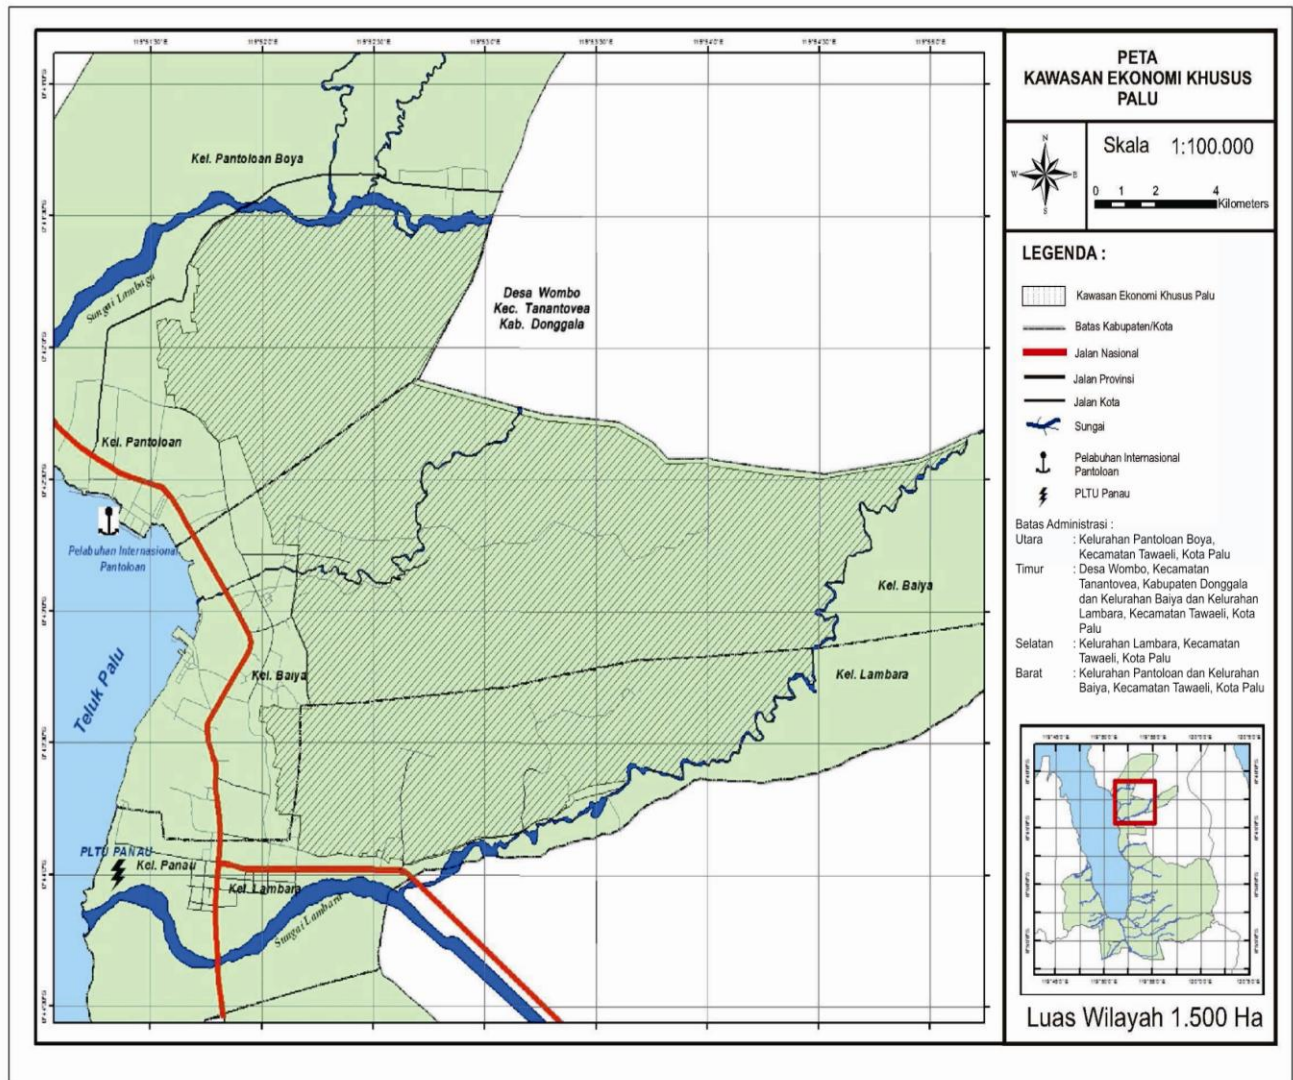 PETA
KAWASAN EKONOMI KHUSUS
PALU
N
W
S
Skala 1:100.000
0 1 2 4
Kilometers
LEGENDA :
Kawasan Ekonomi Khusus Palu
Batas Kabupaten/Kota
Jalan Nasional
Jalan Provinsi
Jalan Kota
Sungai
Pelabuhan Internasional
Pantoloan
PLTU Panau
Batas Administrasi :
Utara : Kelurahan Pantoloan Boya,
Kecamatan Tawaeli, Kota Palu
Timur : Desa Wombo, Kecamatan
Tanantovea, Kabupaten Donggala
dan Kelurahan Baiya dan Kelurahan
Lambara, Kecamatan Tawaeli, Kota
Palu
Selatan : Kelurahan Lambara, Kecamatan
Tawaeli, Kota Palu
Barat : Kelurahan Pantoloan dan Kelurahan
Baiya, Kecamatan Tawaeli, Kota Palu
Luas Wilayah 1.500 Ha
Kel. Pantoloan Boya
Sungai Lambagu
Desa Wombo
Kec. Tanantovea
Kab. Donggala
Kel. Pantoloan
Pelabuhan Internasional
Pantoloan
Teluk Palu
Kel. Baiya
Kel. Baiya
Kel. Lambara
PLTU PANAU
Kel. Panau
Kel. Lambara
Sungai Lambara